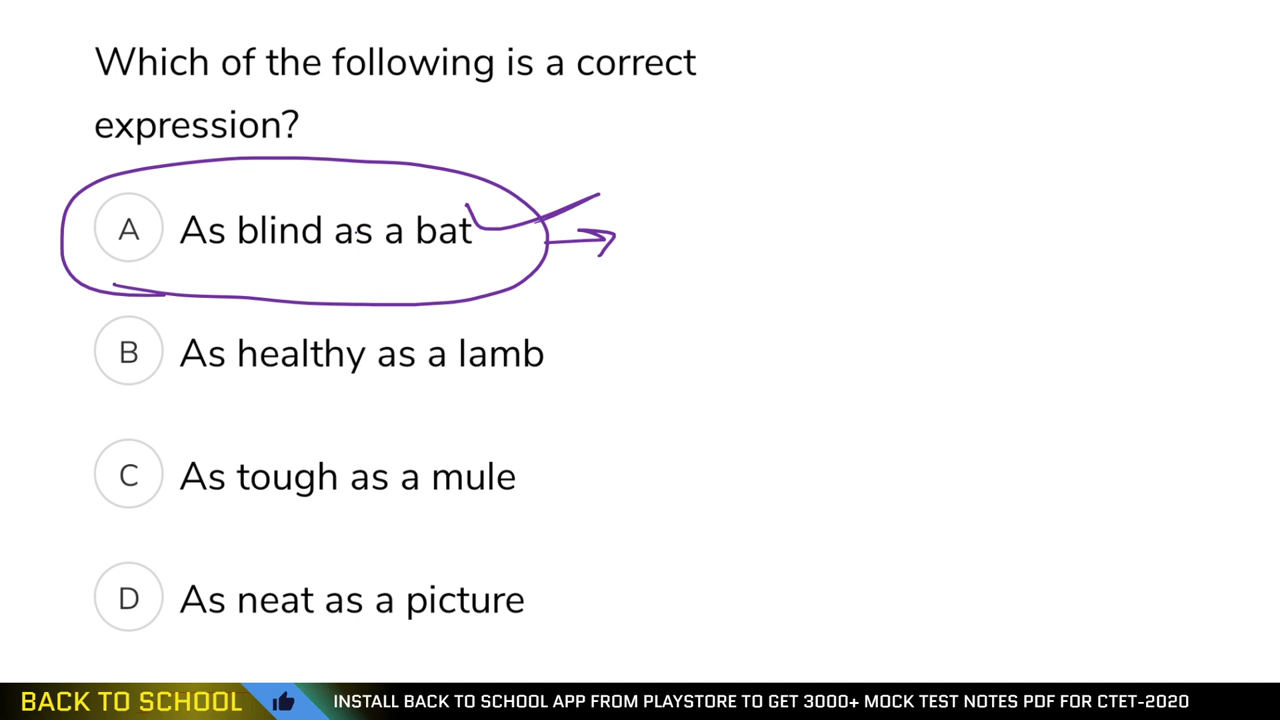 Which of the following is a correct
expression?
A As blind as a bat
B As healthy as a lamb
C As tough as a mule
D As neat as a picture
BACK TO SCHOOL INSTALL BACK TO SCHOOL APP FROM PLAYSTORE TO GET 3000+ MOCK TEST NOTES PDF FOR CTET-2020